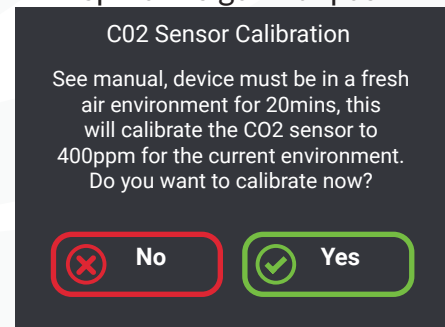 C02 Sensor Calibration
See manual, device must be in a fresh
air environment for 20mins, this
will calibrate the CO2 sensor to
400ppm for the current environment.
Do you want to calibrate now?
No
Yes